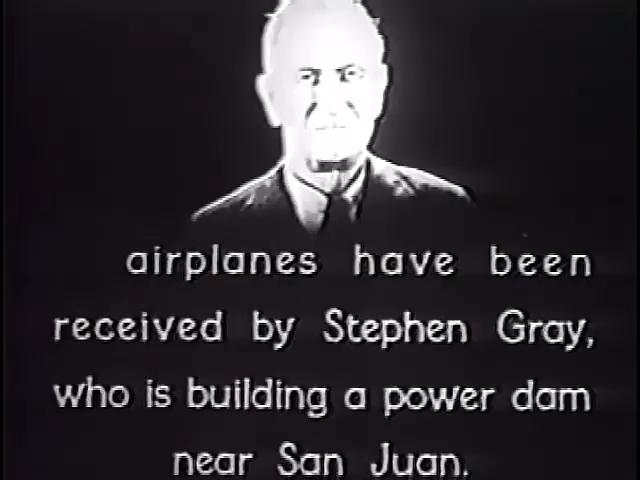 airplanes have been
received by Stephen Gray,
who is building a power dam
near San Juan.